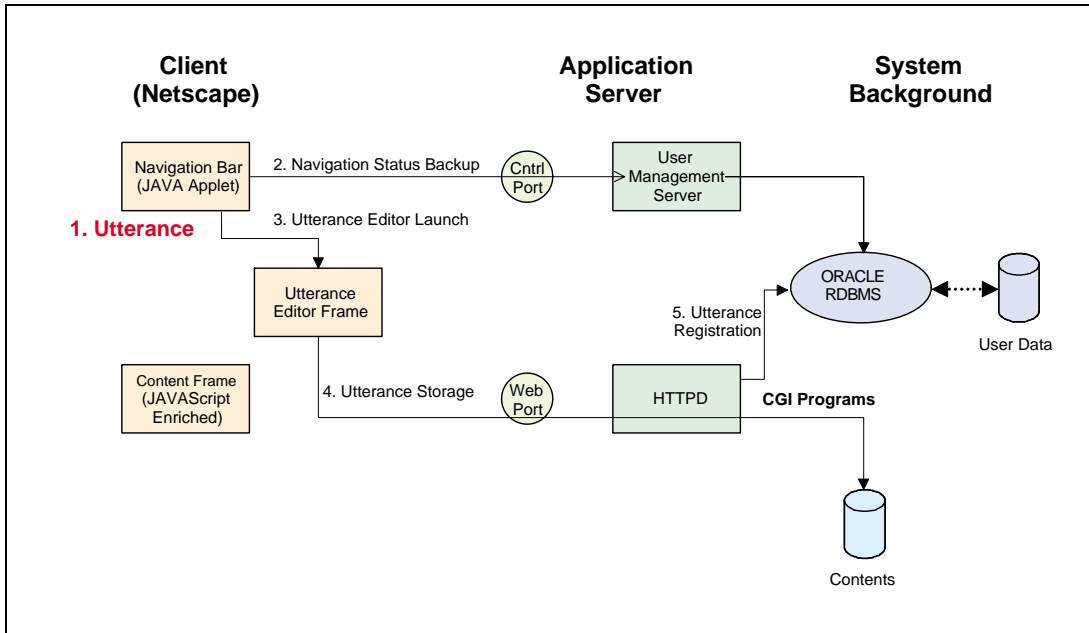 Client
(Netscape)
Application
Server
System
Background
Navigation Bar
(JAVA Applet)
2. Navigation Status Backup
Cntrl
Port
User
Management
Server
1. Utterance
3. Utterance Editor Launch
Utterance
Editor Frame
ORACLE
RDBMS
5. Utterance
Registration
User Data
Content Frame
(JAVAScript
Enriched)
4. Utterance Storage
Web
Port
HTTPD
CGI Programs
Contents